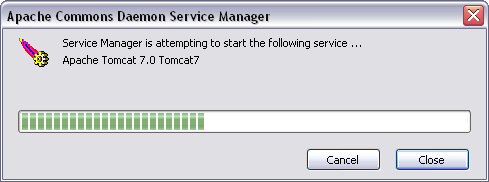 Apache Commons Daemon Service Manager
Service Manager is attempting to start the following service ...
Apache Tomcat 7.0 Tomcat7
Cancel
Close